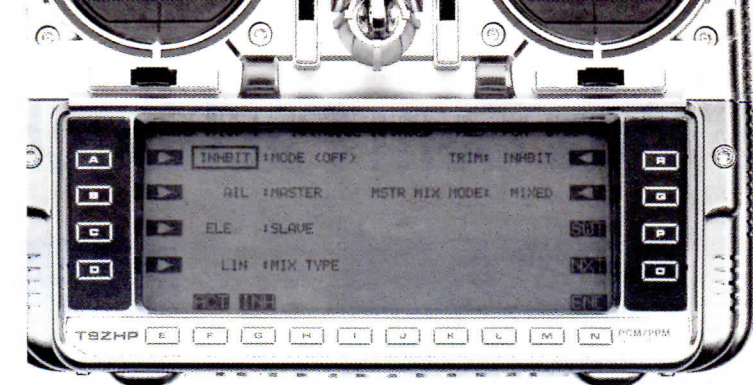 A INHBIT :MODE (OFF) TRIM: INHBIT R
B AIL :MASTER MSTR MIX MODE: MIXED Q
C ELE :SLAVE SWT P
D LIN :MIX TYPE NXT O
ACT INH END
T9ZHP E F G H I J K L M N PCM/PPM